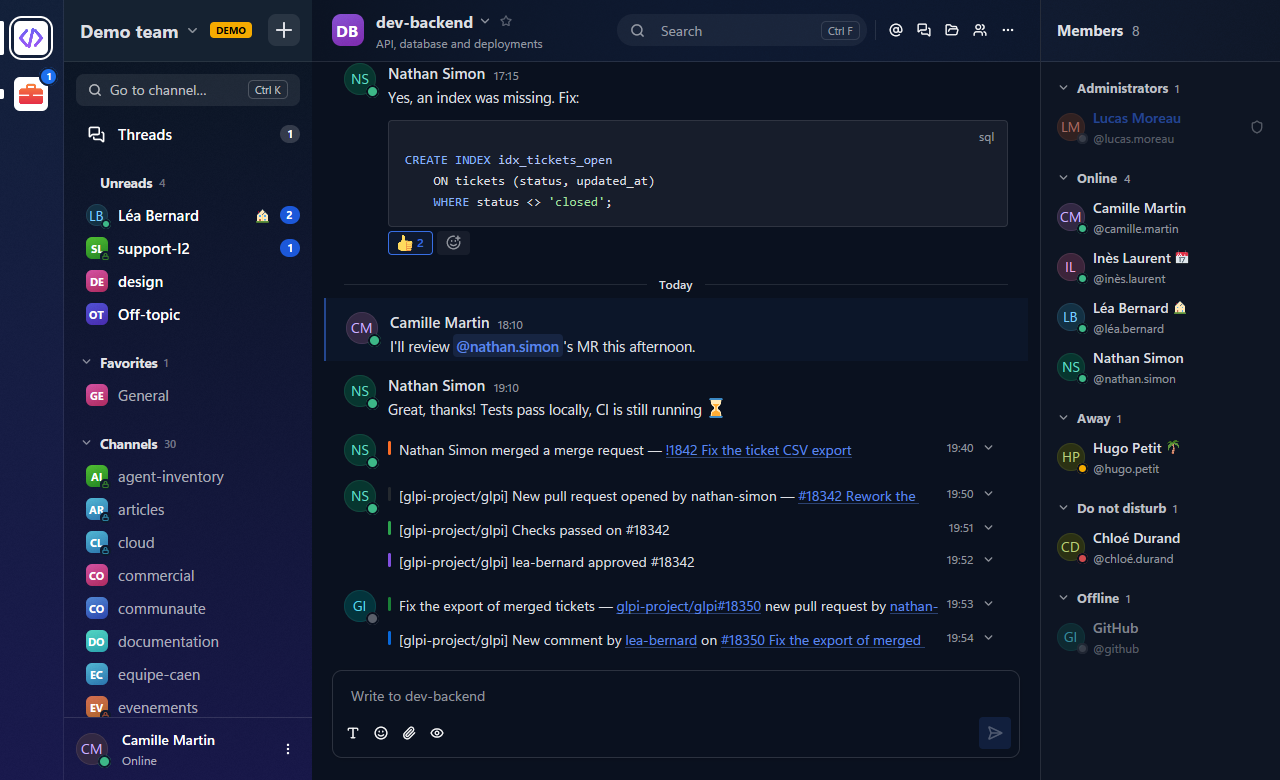 Demo team DEMO
1
Go to channel... Ctrl K
Threads 1
Unreads 4
LB Léa Bernard 2
SL support-l2 1
DE design
OT Off-topic
Favorites 1
GE General
Channels 30
AI agent-inventory
AR articles
CL cloud
CO commercial
CO communaute
DO documentation
EC equipe-caen
EV evenements
CM Camille Martin
Online
DB dev-backend
API, database and deployments
Search Ctrl F
NS Nathan Simon 17:15
Yes, an index was missing. Fix:
sql
CREATE INDEX idx_tickets_open
ON tickets (status, updated_at)
WHERE status <> 'closed';
👍 2
Today
CM Camille Martin 18:10
I'll review @nathan.simon's MR this afternoon.
NS Nathan Simon 19:10
Great, thanks! Tests pass locally, CI is still running ⏳
NS Nathan Simon merged a merge request — !1842 Fix the ticket CSV export 19:40
NS [glpi-project/glpi] New pull request opened by nathan-simon — #18342 Rework the 19:50
[glpi-project/glpi] Checks passed on #18342 19:51
[glpi-project/glpi] lea-bernard approved #18342 19:52
GI Fix the export of merged tickets — glpi-project/glpi#18350 new pull request by nathan- 19:53
[glpi-project/glpi] New comment by lea-bernard on #18350 Fix the export of merged 19:54
Write to dev-backend
Members 8
Administrators 1
LM Lucas Moreau
@lucas.moreau
Online 4
CM Camille Martin
@camille.martin
IL Inès Laurent
@inès.laurent
LB Léa Bernard
@léa.bernard
NS Nathan Simon
@nathan.simon
Away 1
HP Hugo Petit
@hugo.petit
Do not disturb 1
CD Chloé Durand
@chloé.durand
Offline 1
GI GitHub
@github